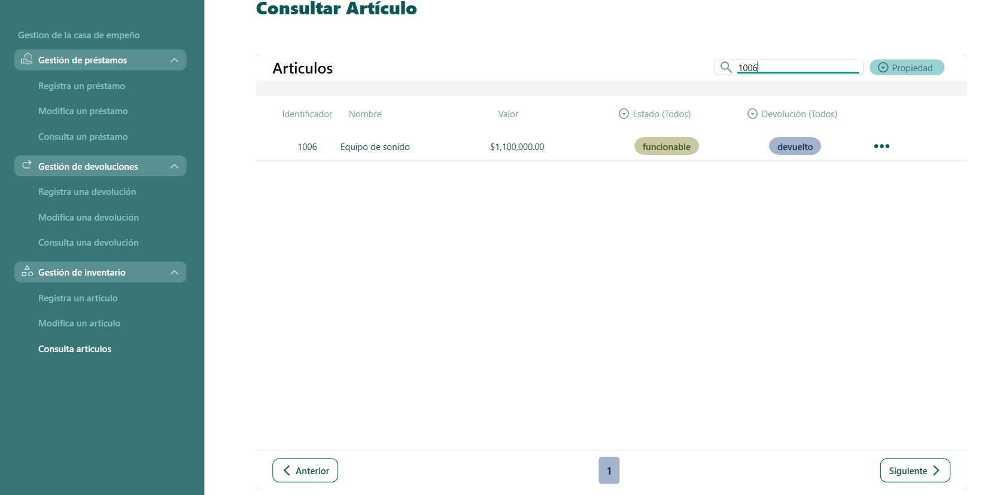 Gestion de la casa de empeño
Gestión de préstamos
Registra un préstamo
Modifica un préstamo
Consulta un préstamo
Gestión de devoluciones
Registra una devolución
Modifica una devolución
Consulta una devolución
Gestión de inventario
Registra un artículo
Modifica un articulo
Consulta articulos
Consultar Artículo
Articulos
1006
Propiedad
Identificador Nombre Valor Estado (Todos) Devolución (Todos)
1006 Equipo de sonido $1,100,000.00 funcionable devuelto
Anterior 1 Siguiente